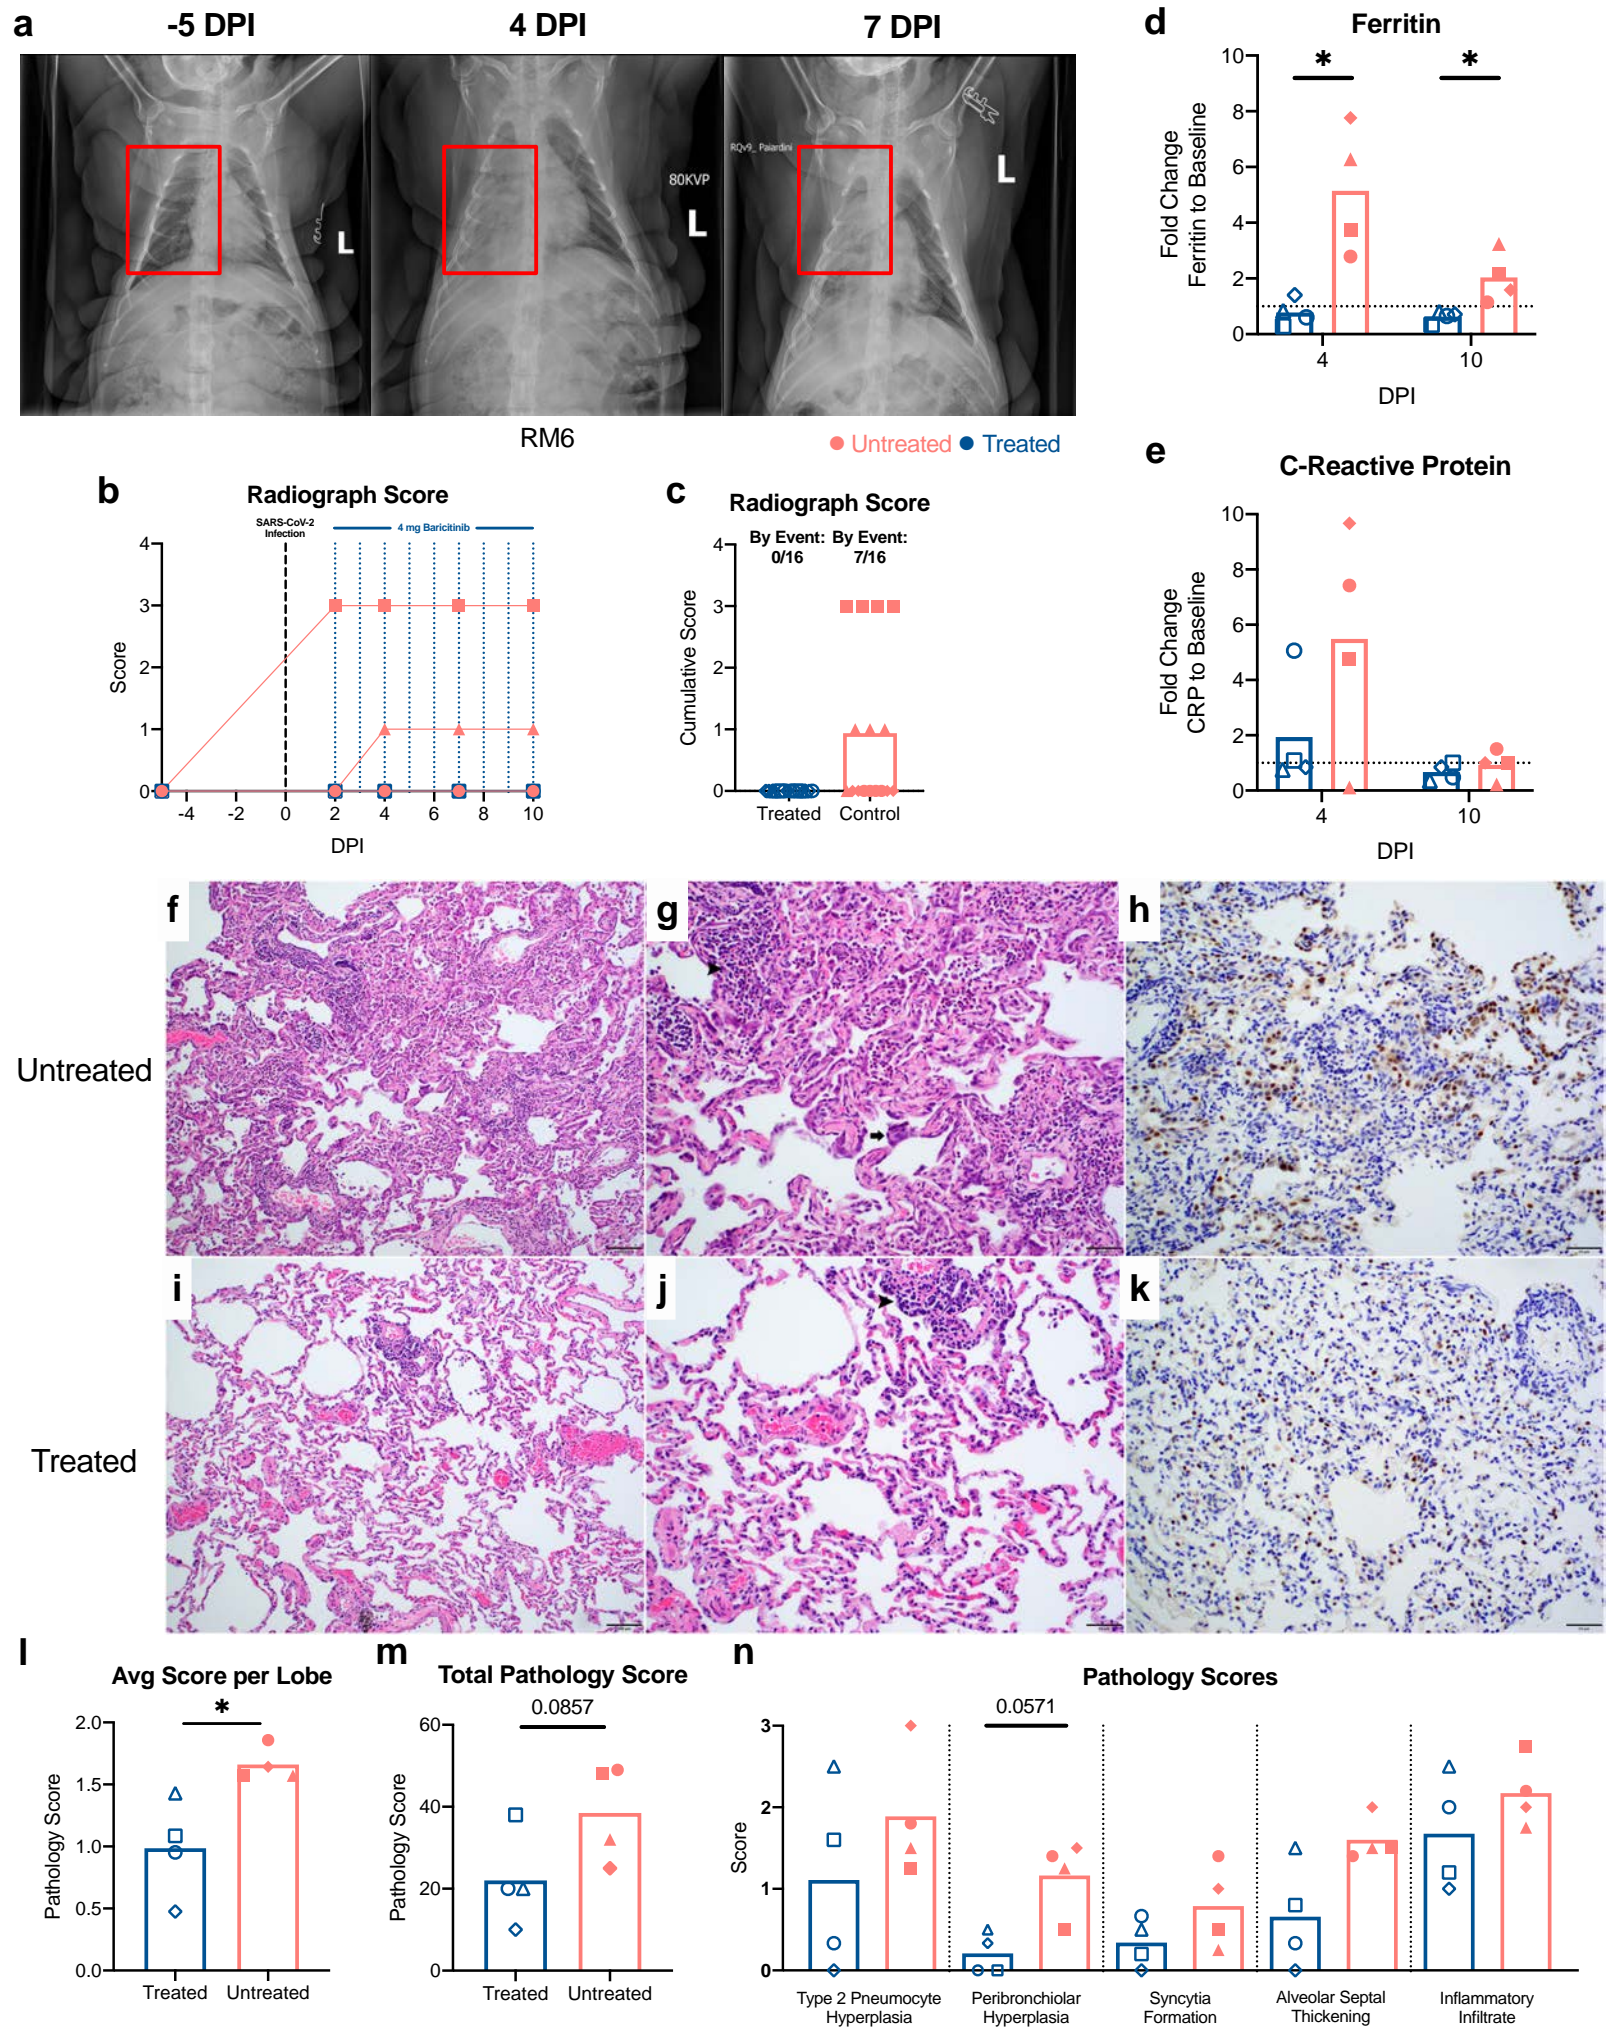 a
-5 DPI
4 DPI
7 DPI
L
80KVP
L
RQv9_ Paiardini
L
RM6
Untreated
Treated
b
Radiograph Score
SARS-CoV-2
Infection
4 mg Baricitinib
Score
4
3
2
1
0
-4
-2
0
2
4
6
8
10
DPI
c
Radiograph Score
By Event:
0/16
By Event:
7/16
Cumulative Score
4
3
2
1
0
Treated
Control
d
Ferritin
*
*
Fold Change
Ferritin to Baseline
10
8
6
4
2
0
4
10
DPI
e
C-Reactive Protein
Fold Change
CRP to Baseline
10
8
6
4
2
0
4
10
DPI
f
g
h
Untreated
i
j
k
Treated
l
Avg Score per Lobe
*
Pathology Score
2.0
1.5
1.0
0.5
0.0
Treated
Untreated
m
Total Pathology Score
0.0857
Pathology Score
60
40
20
0
Treated
Untreated
n
Pathology Scores
0.0571
Score
3
2
1
0
Type 2 Pneumocyte
Hyperplasia
Peribronchiolar
Hyperplasia
Syncytia
Formation
Alveolar Septal
Thickening
Inflammatory
Infiltrate